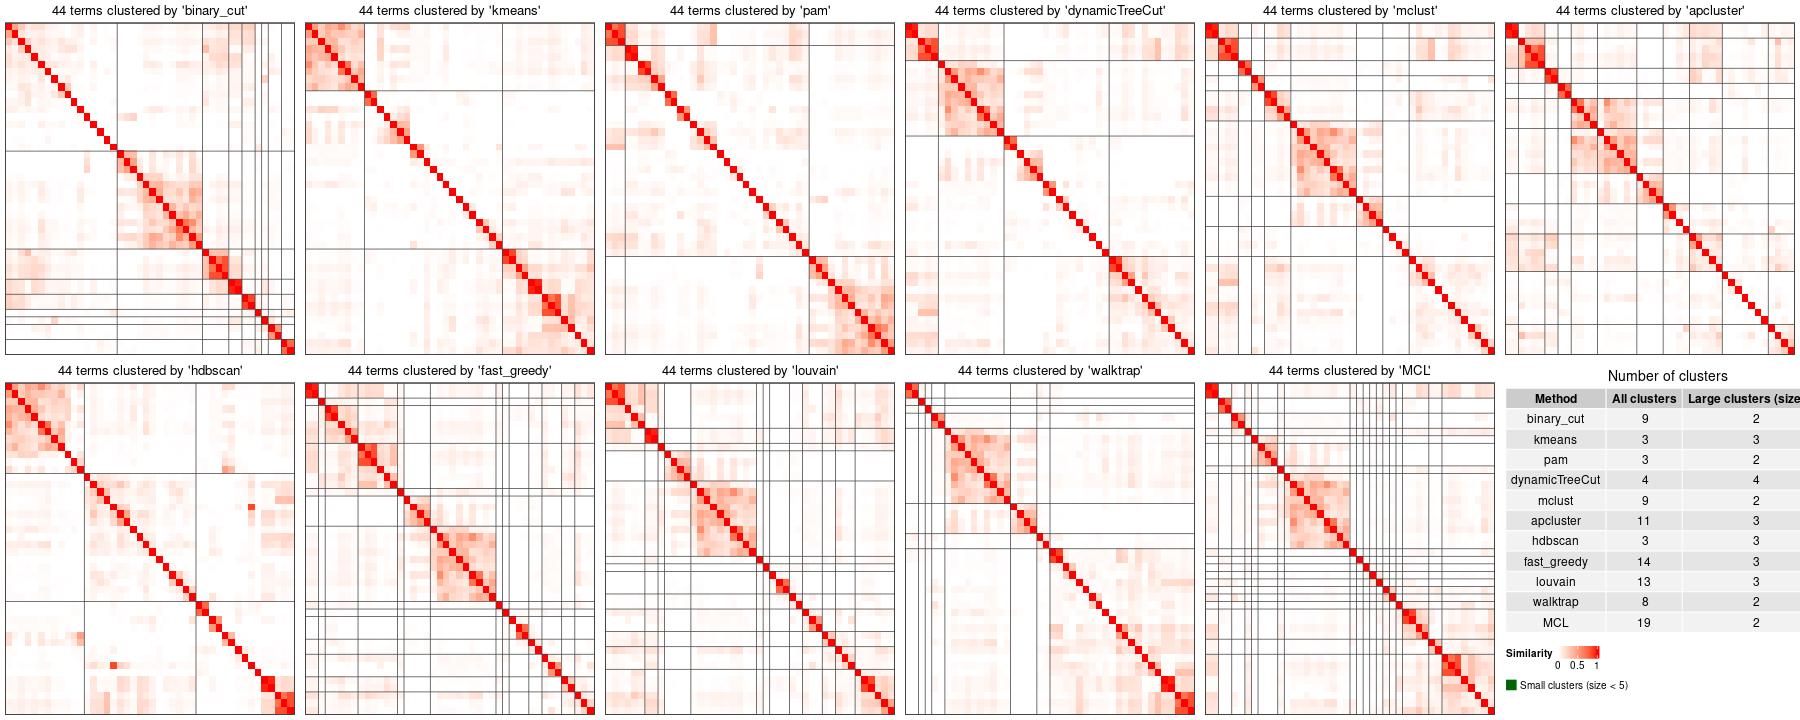 44 terms clustered by 'binary_cut'
44 terms clustered by 'kmeans'
44 terms clustered by 'pam'
44 terms clustered by 'dynamicTreeCut'
44 terms clustered by 'mclust'
44 terms clustered by 'apcluster'
44 terms clustered by 'hdbscan'
44 terms clustered by 'fast_greedy'
44 terms clustered by 'louvain'
44 terms clustered by 'walktrap'
44 terms clustered by 'MCL'
Number of clusters
Method All clusters Large clusters (size
binary_cut 9 2
kmeans 3 3
pam 3 2
dynamicTreeCut 4 4
mclust 9 2
apcluster 11 3
hdbscan 3 3
fast_greedy 14 3
louvain 13 3
walktrap 8 2
MCL 19 2
Similarity
0 0.5 1
Small clusters (size < 5)